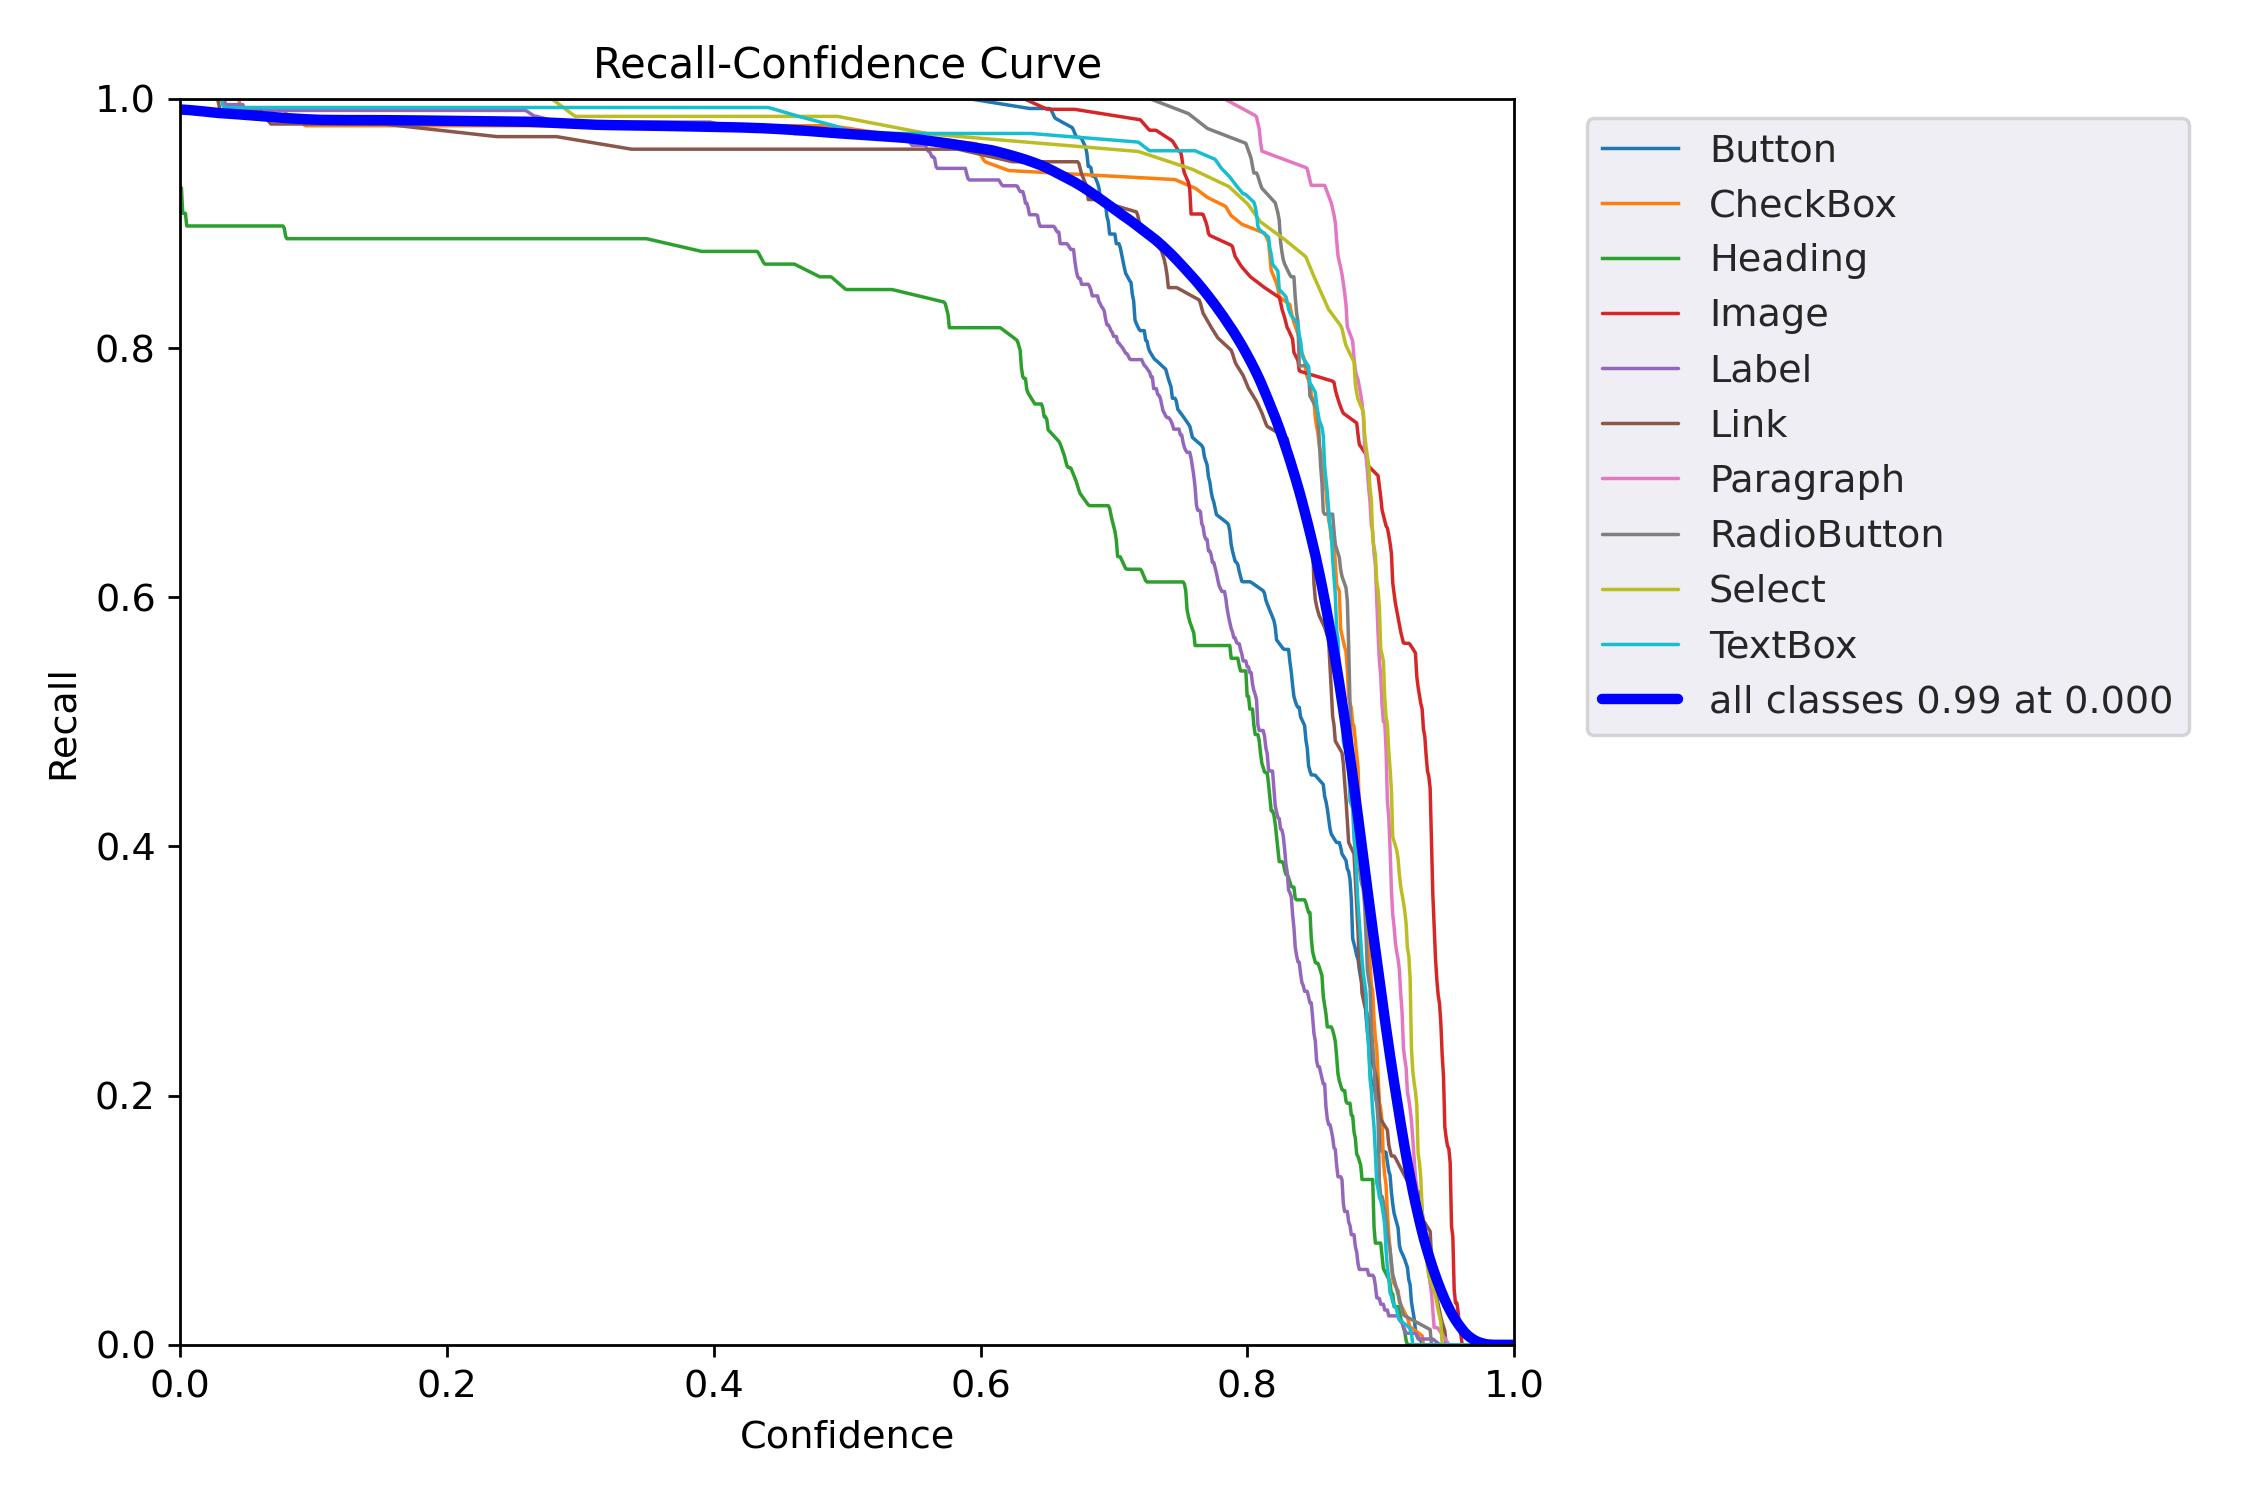 Recall-Confidence Curve
1.0
0.8
0.6
0.4
0.2
0.0
Recall
0.0 0.2 0.4 0.6 0.8 1.0
Confidence
Button
CheckBox
Heading
Image
Label
Link
Paragraph
RadioButton
Select
TextBox
all classes 0.99 at 0.000